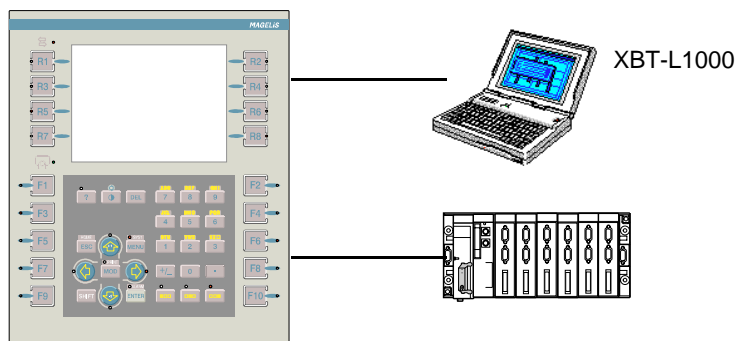 MAGELiS
R1 R2
XBT-L1000
R3 R4
R5 R6
R7 R8
F1 F2
? DEL 7 8 9
F3 F4
4 5 6
F5 F6
ESC MENU 1 2 3
F7 F8
MOD +/_ 0 .
F9 F10
SHIFT ENTER